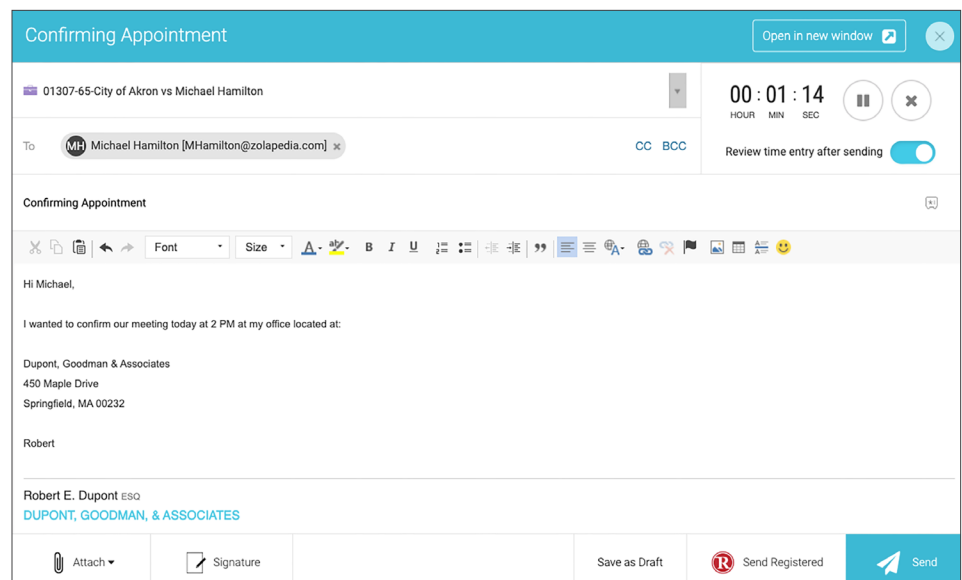 Confirming Appointment
Open in new window
01307-65-City of Akron vs Michael Hamilton
00 : 01 : 14
HOUR MIN SEC
To MH Michael Hamilton [MHamilton@zolapedia.com] x CC BCC
Review time entry after sending
Confirming Appointment
Font Size A ab B I U
Hi Michael,
I wanted to confirm our meeting today at 2 PM at my office located at:
Dupont, Goodman & Associates
450 Maple Drive
Springfield, MA 00232
Robert
Robert E. Dupont ESQ
DUPONT, GOODMAN, & ASSOCIATES
Attach Signature Save as Draft R Send Registered Send